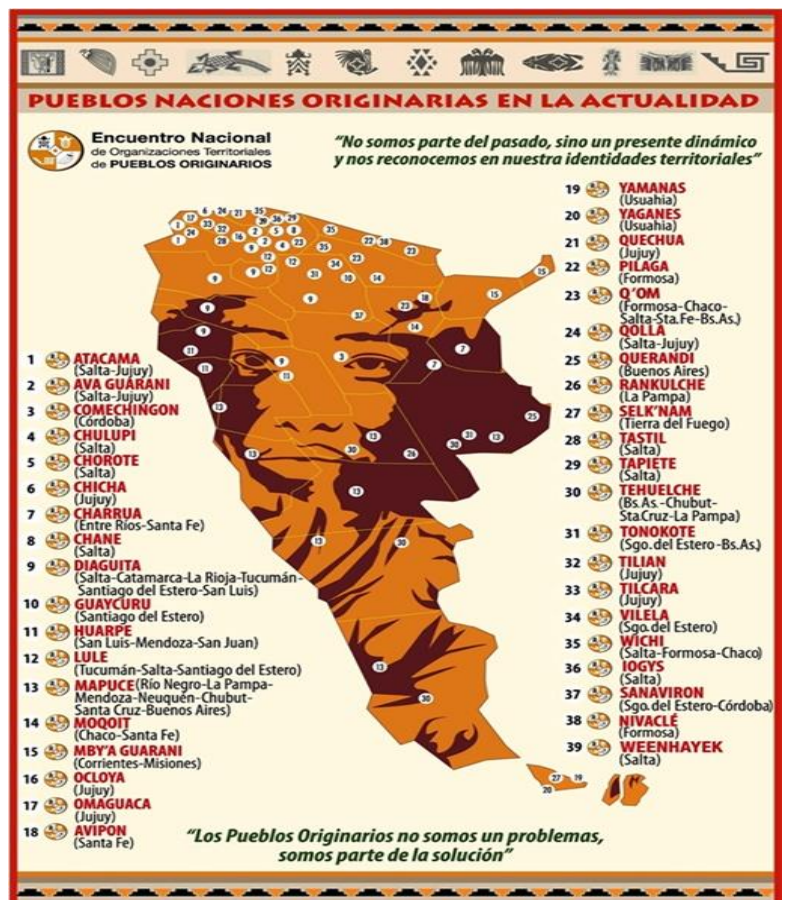 PUEBLOS NACIONES ORIGINARIAS EN LA ACTUALIDAD
Encuentro Nacional
de Organizaciones Territoriales
de PUEBLOS ORIGINARIOS
“No somos parte del pasado, sino un presente dinámico
y nos reconocemos en nuestra identidades territoriales”
1 ATACAMA
(Salta-Jujuy)
2 AVA GUARANI
(Salta-Jujuy)
3 COMECHINGON
(Córdoba)
4 CHULUPI
(Salta)
5 CHOROTE
(Salta)
6 CHICHA
(Jujuy)
7 CHARRUA
(Entre Ríos-Santa Fe)
8 CHANE
(Salta)
9 DIAGUITA
(Salta-Catamarca-La Rioja-Tucumán-
Santiago del Estero-San Luis)
10 GUAYCURU
(Santiago del Estero)
11 HUARPE
(San Luis-Mendoza-San Juan)
12 LULE
(Tucumán-Salta-Santiago del Estero)
13 MAPUCE(Río Negro-La Pampa-
Mendoza-Neuquén-Chubut-
Santa Cruz-Buenos Aires)
14 MOQOIT
(Chaco-Santa Fe)
15 MBY'A GUARANI
(Corrientes-Misiones)
16 OCLOYA
(Jujuy)
17 OMAGUACA
(Jujuy)
18 AVIPON
(Santa Fe)
19 YAMANAS
(Usuahia)
20 YAGANES
(Usuahia)
21 QUECHUA
(Jujuy)
22 PILAGA
(Formosa)
23 Q'OM
(Formosa-Chaco-
Salta-Sta.Fe-Bs.As.)
24 QOLLA
(Salta-Jujuy)
25 QUERANDI
(Buenos Aires)
26 RANKULCHE
(La Pampa)
27 SELK'NAM
(Tierra del Fuego)
28 TASTIL
(Salta)
29 TAPIETE
(Salta)
30 TEHUELCHE
(Bs.As.-Chubut-
Sta.Cruz-La Pampa)
31 TONOKOTE
(Sgo.del Estero-Bs.As.)
32 TILIAN
(Jujuy)
33 TILCARA
(Jujuy)
34 VILELA
(Sgo.del Estero)
35 WICHI
(Salta-Formosa-Chaco)
36 IOGYS
(Salta)
37 SANAVIRON
(Sgo.del Estero-Córdoba)
38 NIVACLÉ
(Formosa)
39 WEENHAYEK
(Salta)
“Los Pueblos Originarios no somos un problemas,
somos parte de la solución”